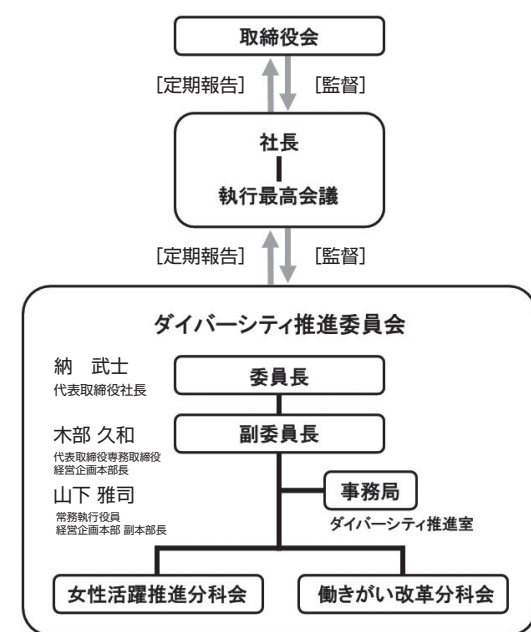 取締役会
[定期報告] [監督]
社長
執行最高会議
[定期報告] [監督]
ダイバーシティ推進委員会
納 武士
代表取締役社長
委員長
木部 久和
代表取締役専務取締役
経営企画本部長
副委員長
山下 雅司
常務執行役員
経営企画本部 副本部長
事務局
ダイバーシティ推進室
女性活躍推進分科会
働きがい改革分科会